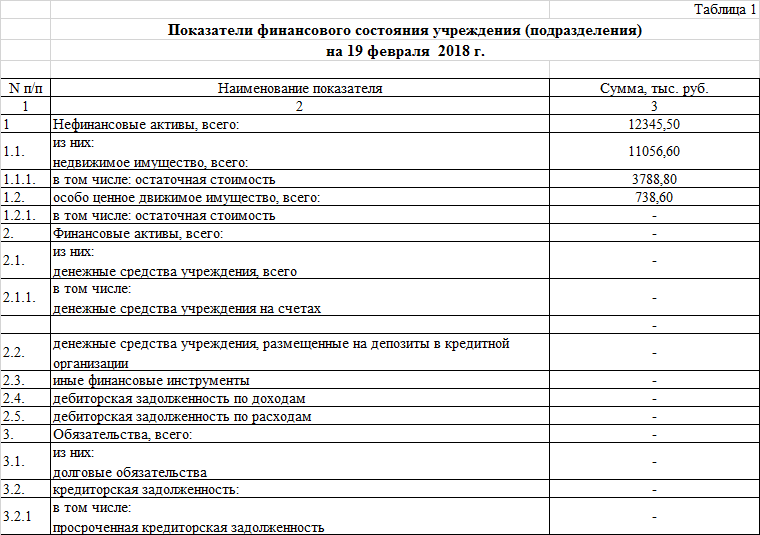 Таблица 1
Показатели финансового состояния учреждения (подразделения)
на 19 февраля 2018 г.
N п/п Наименование показателя Сумма, тыс. руб.
1 2 3
1 Нефинансовые активы, всего: 12345,50
1.1. из них:
недвижимое имущество, всего: 11056,60
1.1.1. в том числе: остаточная стоимость 3788,80
1.2. особо ценное движимое имущество, всего: 738,60
1.2.1. в том числе: остаточная стоимость -
2. Финансовые активы, всего: -
2.1. из них:
денежные средства учреждения, всего -
2.1.1. в том числе:
денежные средства учреждения на счетах -
-
2.2. денежные средства учреждения, размещенные на депозиты в кредитной
организации -
2.3. иные финансовые инструменты -
2.4. дебиторская задолженность по доходам -
2.5. дебиторская задолженность по расходам -
3. Обязательства, всего: -
3.1. из них:
долговые обязательства -
3.2. кредиторская задолженность: -
3.2.1 в том числе:
просроченная кредиторская задолженность -